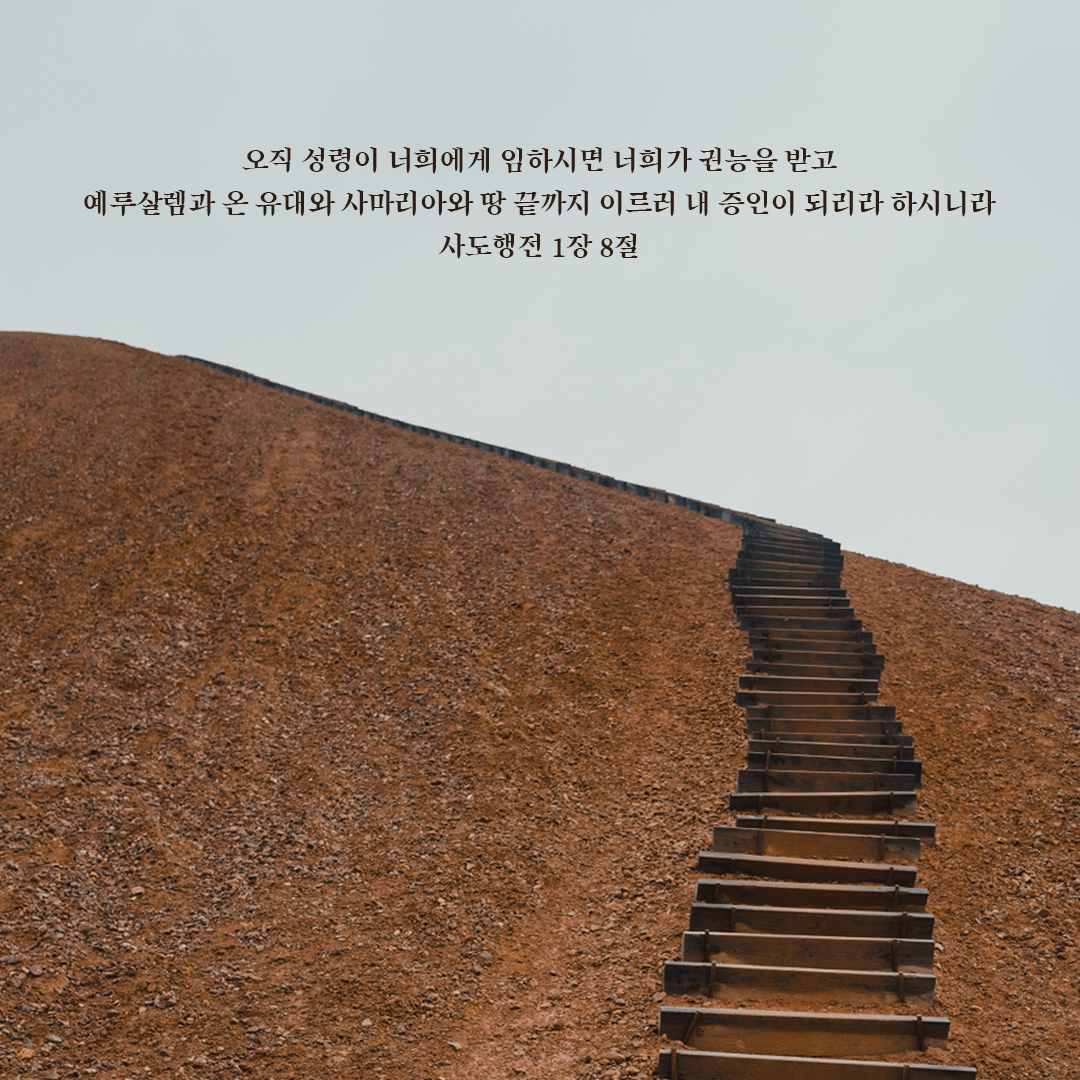 오직 성령이 너희에게 임하시면 너희가 권능을 받고
예루살렘과 온 유대와 사마리아와 땅 끝까지 이르러 내 증인이 되리라 하시니라
사도행전 1장 8절